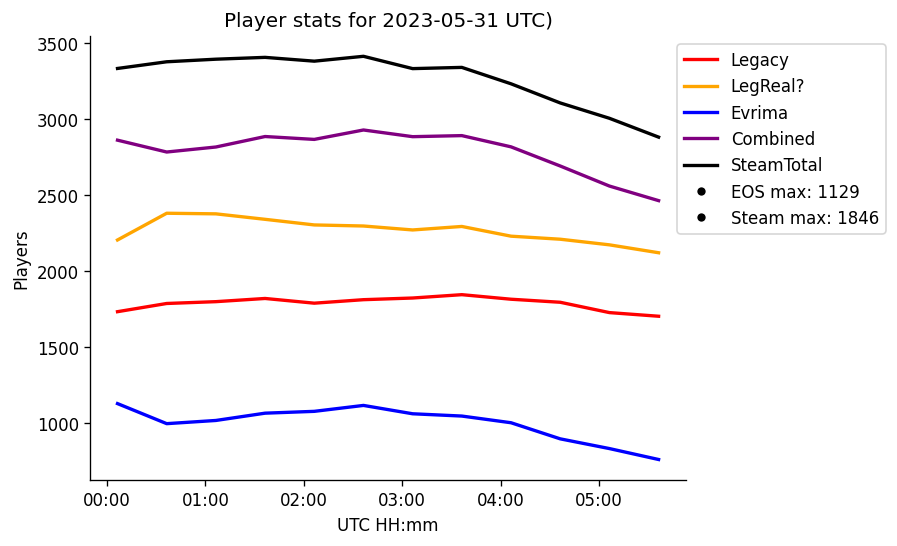 Player stats for 2023-05-31 UTC)
3500
3000
2500
2000
1500
1000
Players
00:00 01:00 02:00 03:00 04:00 05:00
UTC HH:mm
Legacy
LegReal?
Evrima
Combined
SteamTotal
EOS max: 1129
Steam max: 1846